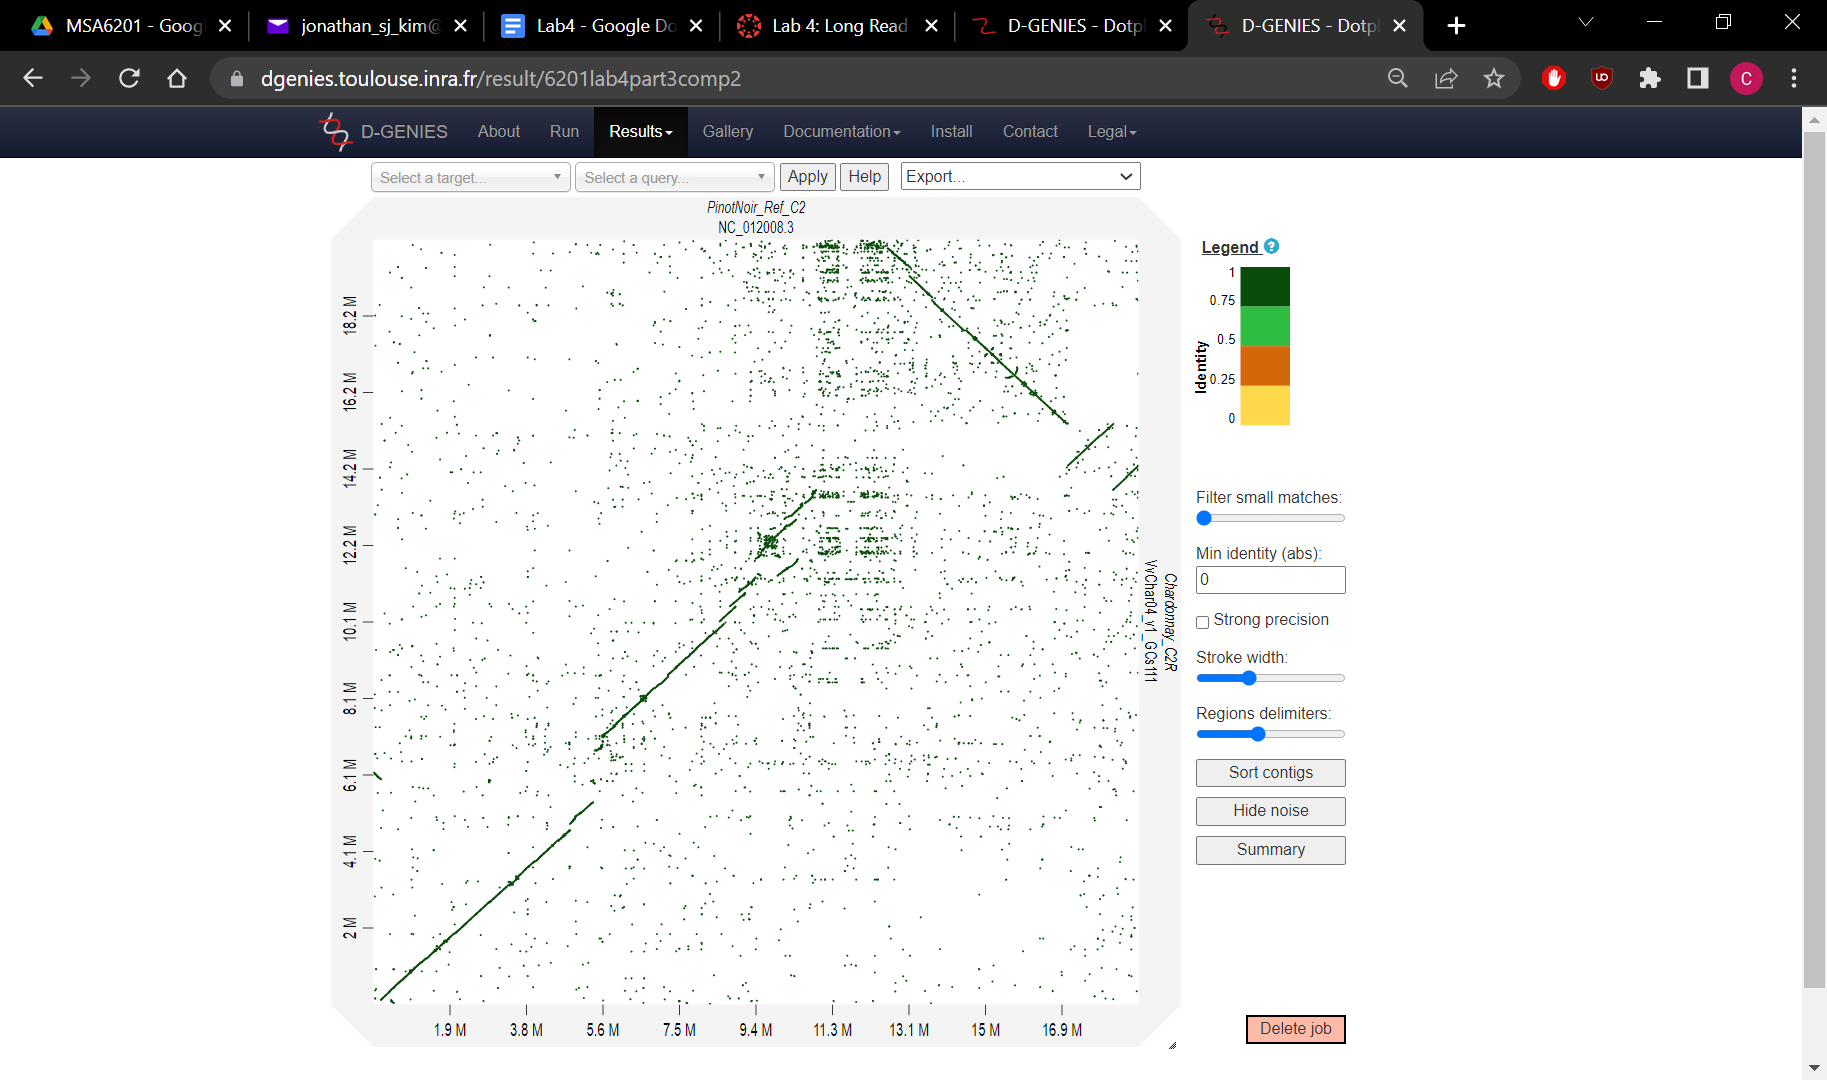 MSA6201 - Goog
jonathan_sj_kim@
Lab4 - Google Do
Lab 4: Long Read
D-GENIES - Dotpl
D-GENIES - Dotpl
dgenies.toulouse.inra.fr/result/6201lab4part3comp2
C
D-GENIES About Run Results Gallery Documentation Install Contact Legal
Select a target... Select a query... Apply Help Export...
PinotNoir_Ref_C2
NC_012008.3
18.2 M
16.2 M
14.2 M
12.2 M
10.1 M
8.1 M
6.1 M
4.1 M
2 M
1.9 M 3.8 M 5.6 M 7.5 M 9.4 M 11.3 M 13.1 M 15 M 16.9 M
Chardonnay_C2R
VvChar04_v1_GCs111
Legend ?
1
0.75
0.5
0.25
0
Identity
Filter small matches:
Min identity (abs):
0
Strong precision
Stroke width:
Regions delimiters:
Sort contigs
Hide noise
Summary
Delete job